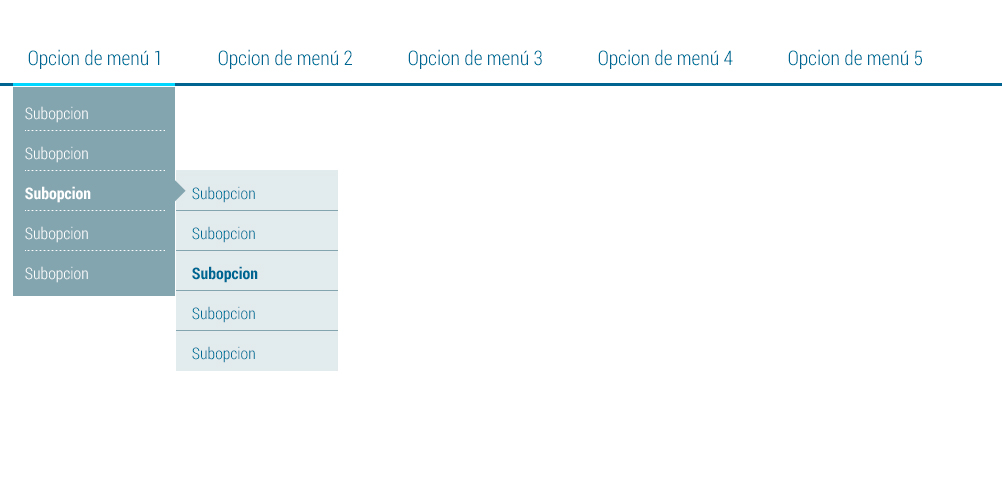 Opcion de menú 1
Opcion de menú 2
Opcion de menú 3
Opcion de menú 4
Opcion de menú 5
Subopcion
Subopcion
Subopcion
Subopcion
Subopcion
Subopcion
Subopcion
Subopcion
Subopcion
Subopcion